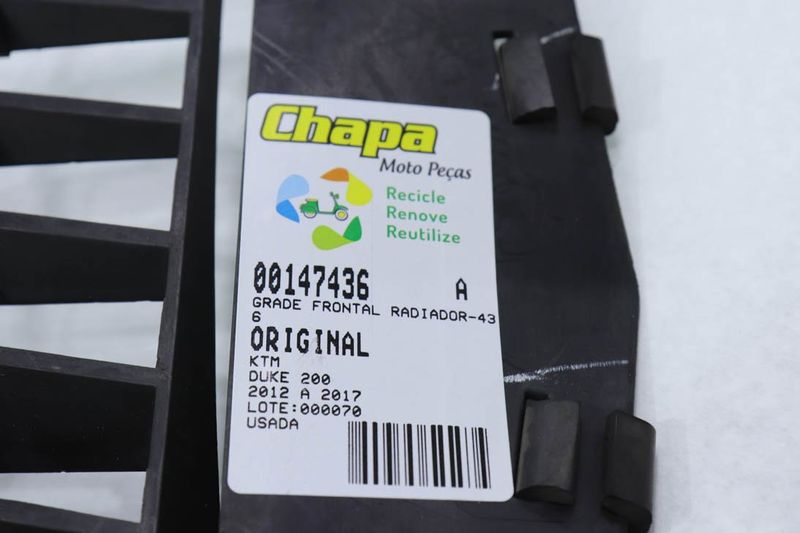 Chapa
Moto Peças
Recicle
Renove
Reutilize
00147436 A
GRADE FRONTAL RADIADOR-43
6
ORIGINAL
KTM
DUKE 200
2012 A 2017
LOTE:000070
USADA